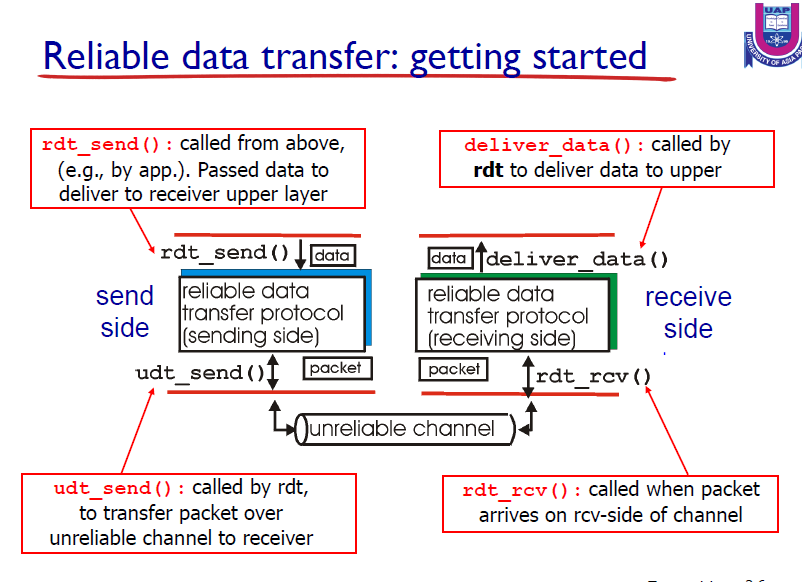 Reliable data transfer: getting started
UAP
UNIVERSITY OF ASIA
rdt_send(): called from above,
(e.g., by app.). Passed data to
deliver to receiver upper layer
deliver_data(): called by
rdt to deliver data to upper
rdt_send()
data
data
deliver_data()
send
side
reliable data
transfer protocol
(sending side)
reliable data
transfer protocol
(receiving side)
receive
side
udt_send()
packet
packet
rdt_rcv()
unreliable channel
udt_send(): called by rdt,
to transfer packet over
unreliable channel to receiver
rdt_rcv(): called when packet
arrives on rcv-side of channel